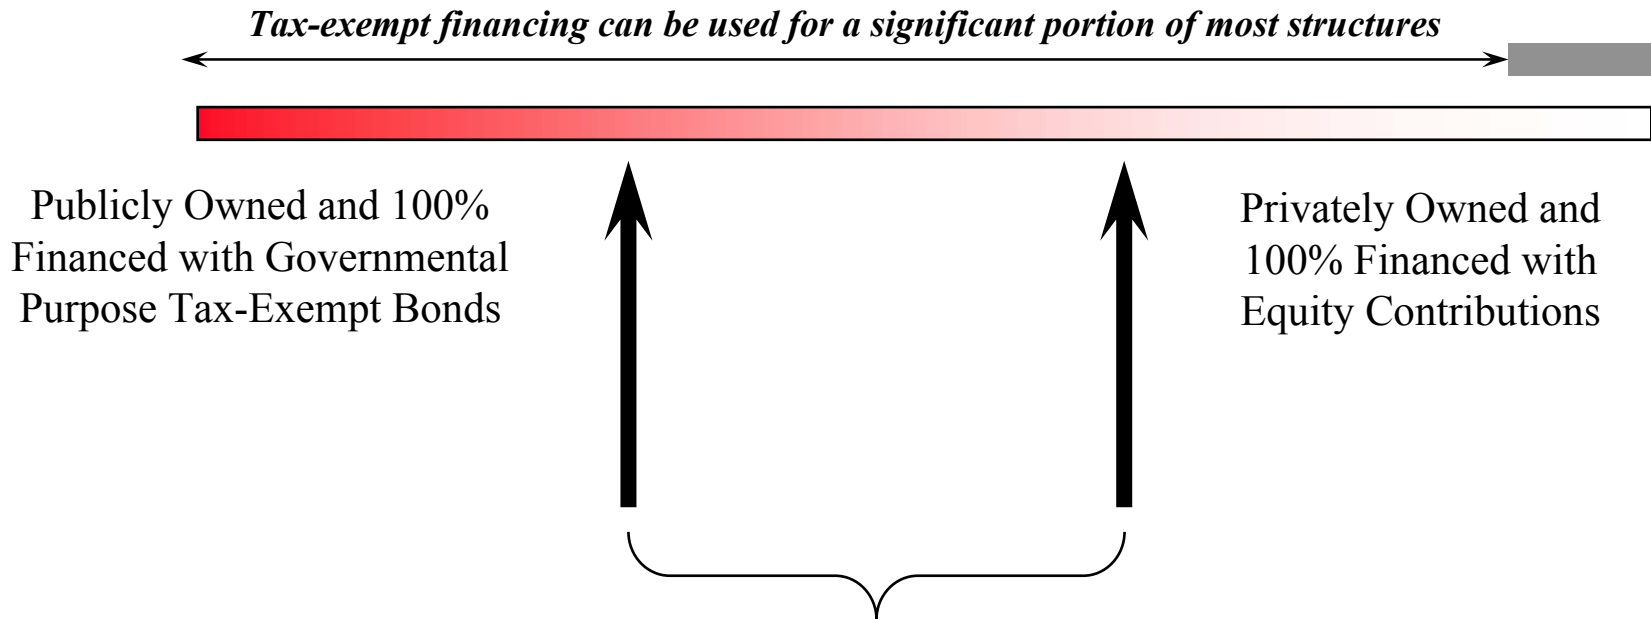 Tax-exempt financing can be used for a significant portion of most structures
Publicly Owned and 100%
Financed with Governmental
Purpose Tax-Exempt Bonds
Privately Owned and
100% Financed with
Equity Contributions